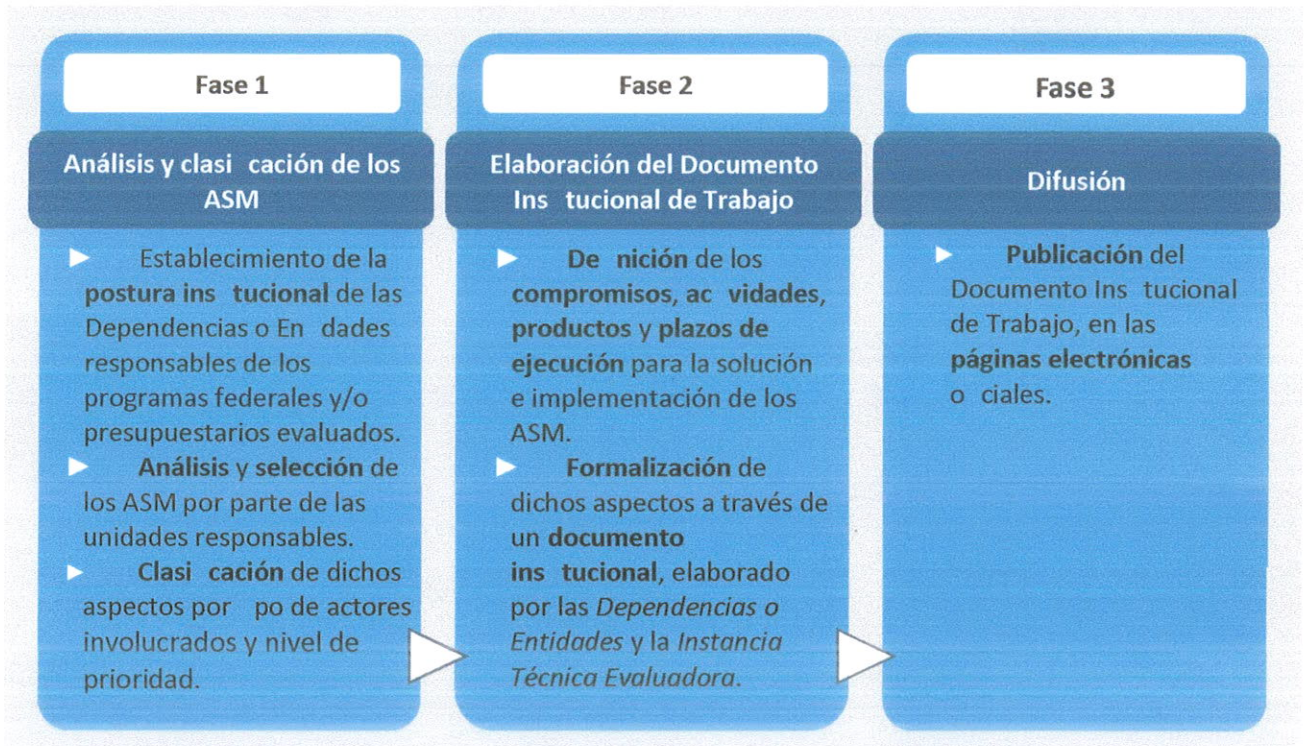 Fase 1
Análisis y clasi cación de los
ASM
► Establecimiento de la
postura ins tucional de las
Dependencias o En dades
responsables de los
programas federales y/o
presupuestarios evaluados.
► Análisis y selección de
los ASM por parte de las
unidades responsables.
► Clasi cación de dichos
aspectos por po de actores
involucrados y nivel de
prioridad.
Fase 2
Elaboración del Documento
Ins tucional de Trabajo
► De nición de los
compromisos, ac vidades,
productos y plazos de
ejecución para la solución
e implementación de los
ASM.
► Formalización de
dichos aspectos a través de
un documento
ins tucional, elaborado
por las Dependencias o
Entidades y la Instancia
Técnica Evaluadora.
Fase 3
Difusión
► Publicación del
Documento Ins tucional
de Trabajo, en las
páginas electrónicas
o ciales.